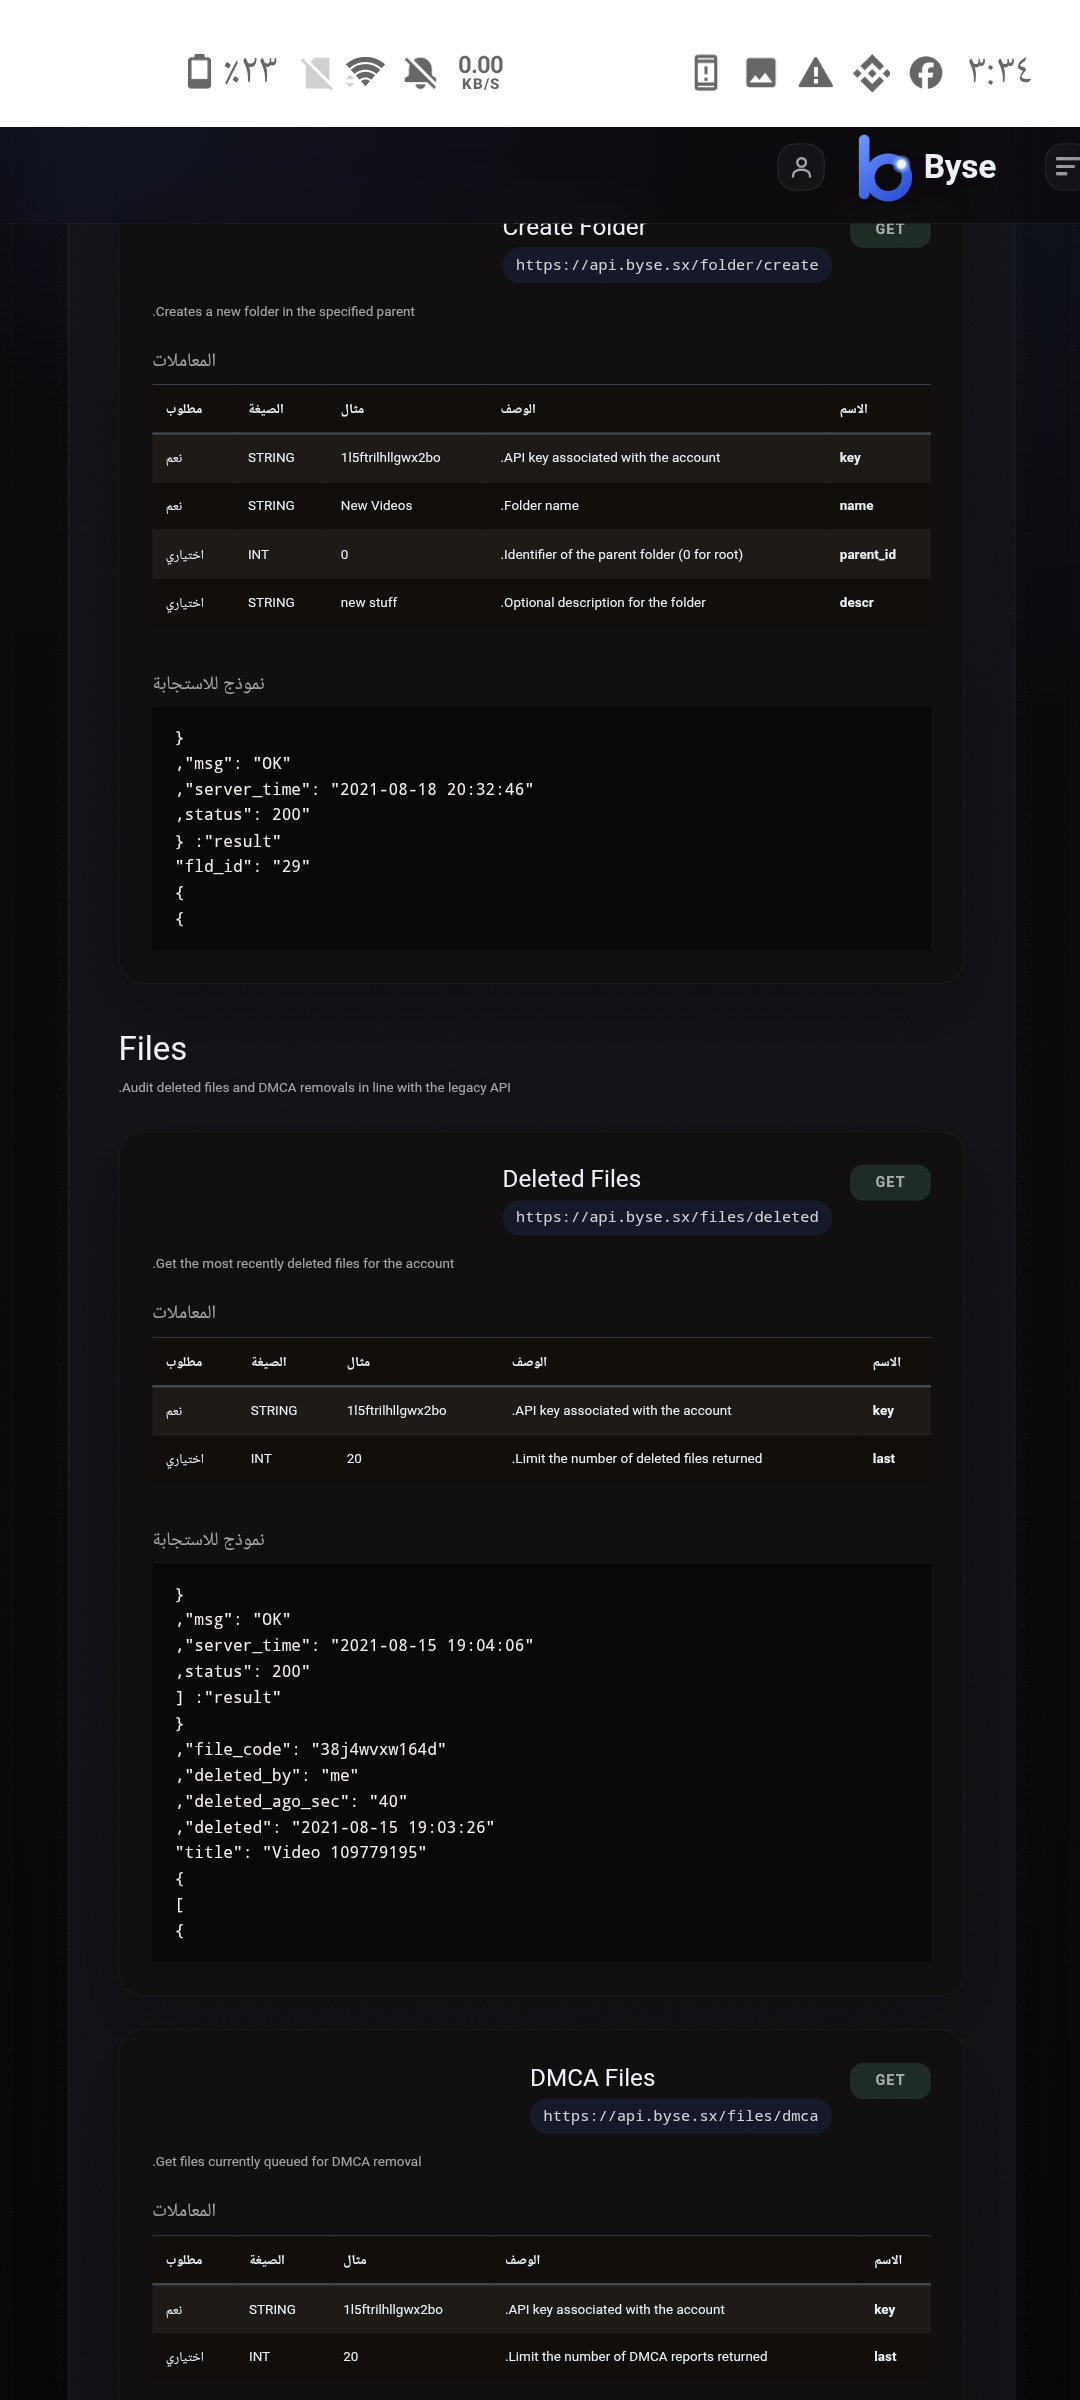 ٣:٣٤
0.00
KB/S
٪٢٣
Byse
Create Folder
GET
https://api.byse.sx/folder/create
.Creates a new folder in the specified parent
المعاملات
الاسم الوصف مثال الصيغة مطلوب
key .API key associated with the account 1l5ftrilhllgwx2bo STRING نعم
name .Folder name New Videos STRING نعم
parent_id .Identifier of the parent folder (0 for root) 0 INT اختياري
descr .Optional description for the folder new stuff STRING اختياري
نموذج للاستجابة
}
,"msg": "OK"
,"server_time": "2021-08-18 20:32:46"
,status": 200"
} :"result"
"fld_id": "29"
{
{
Files
.Audit deleted files and DMCA removals in line with the legacy API
Deleted Files
GET
https://api.byse.sx/files/deleted
.Get the most recently deleted files for the account
المعاملات
الاسم الوصف مثال الصيغة مطلوب
key .API key associated with the account 1l5ftrilhllgwx2bo STRING نعم
last .Limit the number of deleted files returned 20 INT اختياري
نموذج للاستجابة
}
,"msg": "OK"
,"server_time": "2021-08-15 19:04:06"
,status": 200"
] :"result"
}
,"file_code": "38j4wvxw164d"
,"deleted_by": "me"
,"deleted_ago_sec": "40"
,"deleted": "2021-08-15 19:03:26"
"title": "Video 109779195"
{
[
{
DMCA Files
GET
https://api.byse.sx/files/dmca
.Get files currently queued for DMCA removal
المعاملات
الاسم الوصف مثال الصيغة مطلوب
key .API key associated with the account 1l5ftrilhllgwx2bo STRING نعم
last .Limit the number of DMCA reports returned 20 INT اختياري